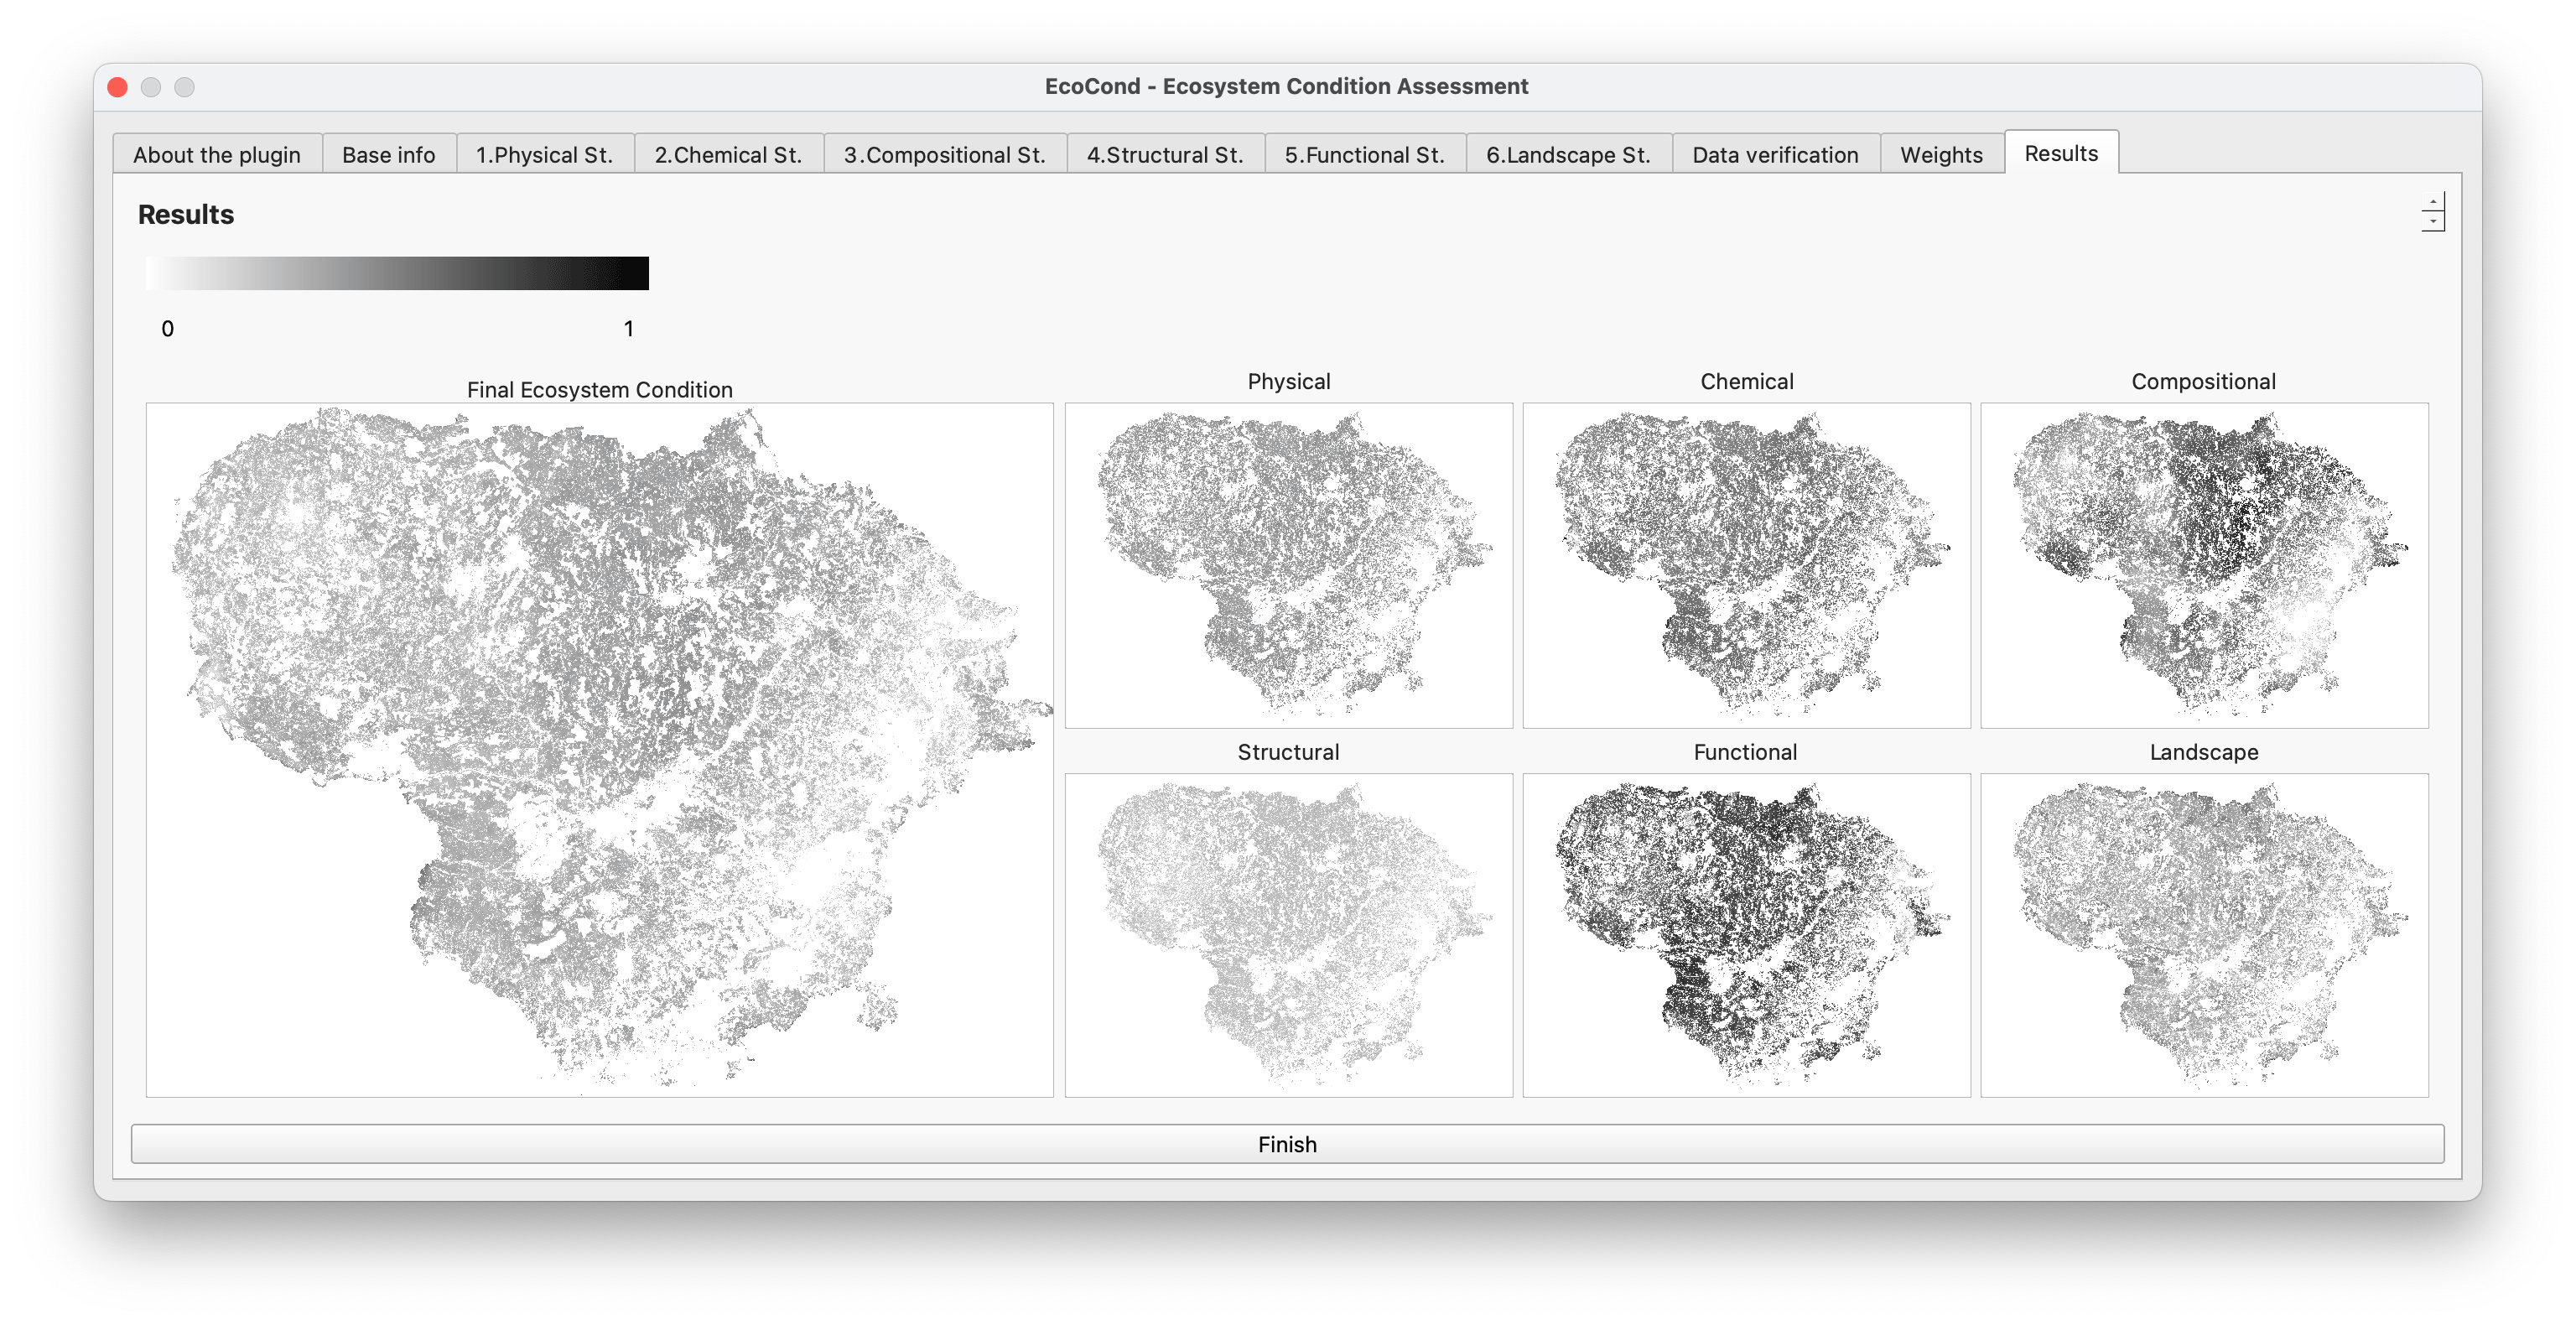 EcoCond - Ecosystem Condition Assessment
About the plugin
Base info
1.Physical St.
2.Chemical St.
3.Compositional St.
4.Structural St.
5.Functional St.
6.Landscape St.
Data verification
Weights
Results
Results
0 1
Final Ecosystem Condition
Physical
Chemical
Compositional
Structural
Functional
Landscape
Finish